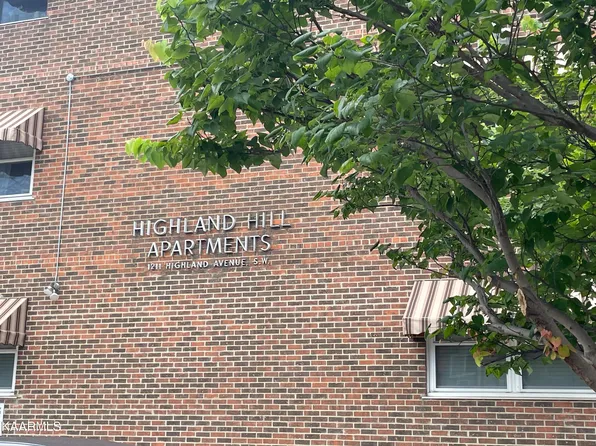 HIGHLAND HILL
APARTMENTS
1211 HIGHLAND AVENUE, S.W.
KAARMLS